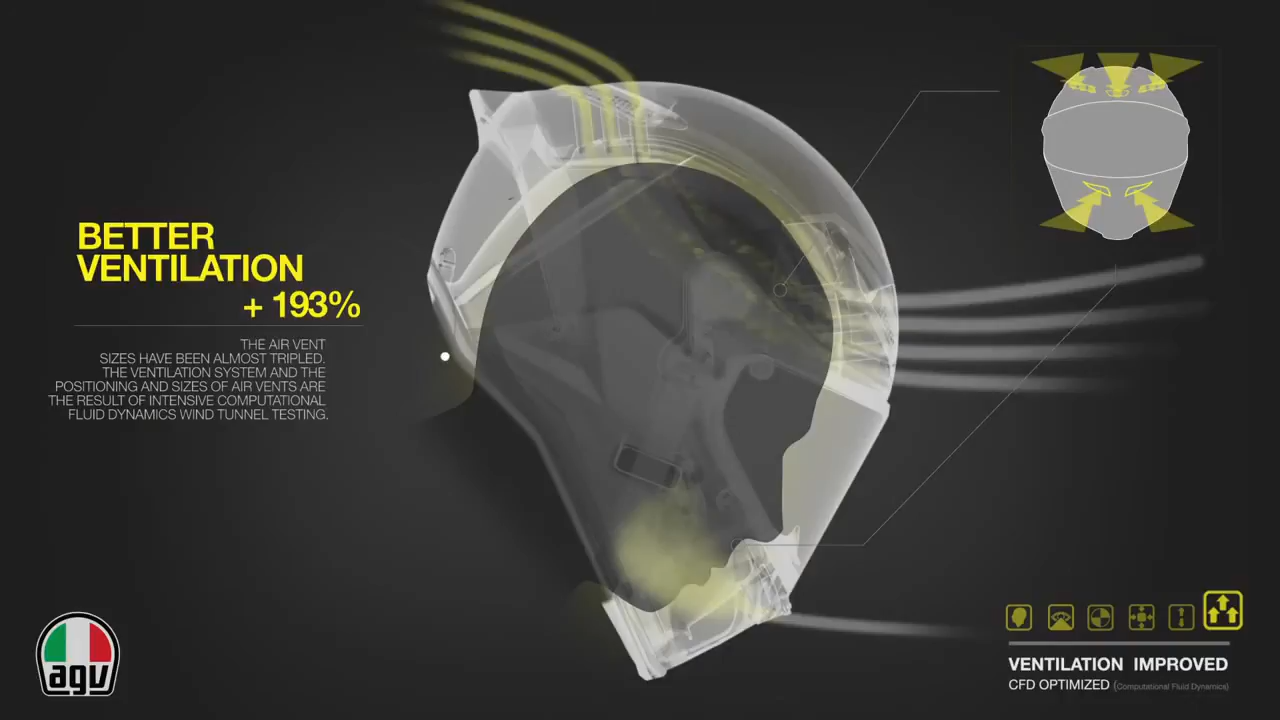 BETTER
VENTILATION
+ 193%
THE AIR VENT
SIZES HAVE BEEN ALMOST TRIPLED.
THE VENTILATION SYSTEM AND THE
POSITIONING AND SIZES OF AIR VENTS ARE
THE RESULT OF INTENSIVE COMPUTATIONAL
FLUID DYNAMICS WIND TUNNEL TESTING.
agv
VENTILATION IMPROVED
CFD OPTIMIZED (Computational Fluid Dynamics)